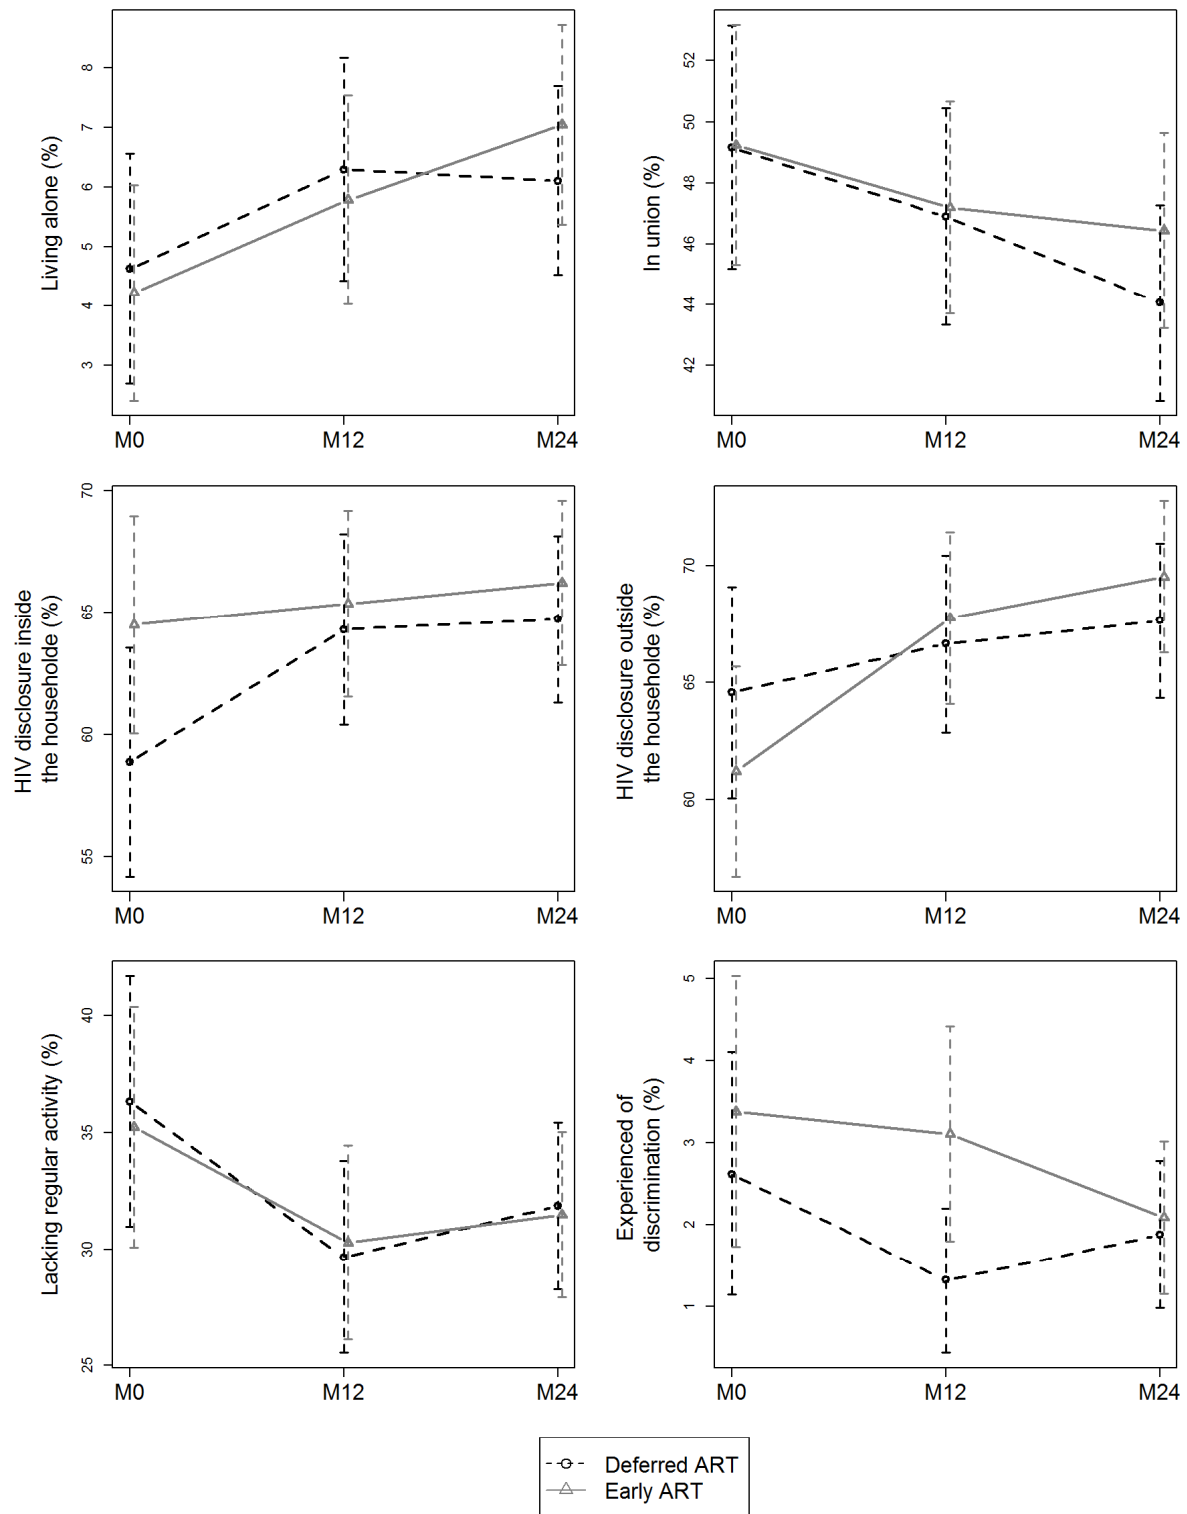 Living alone (%)
8
7
6
5
4
3
M0 M12 M24
In union (%)
52
50
48
46
44
42
M0 M12 M24
HIV disclosure inside
the householde (%)
70
65
60
55
M0 M12 M24
HIV disclosure outside
the householde (%)
70
65
60
M0 M12 M24
Lacking regular activity (%)
40
35
30
25
M0 M12 M24
Experienced of
discrimination (%)
5
4
3
2
1
M0 M12 M24
Deferred ART
Early ART